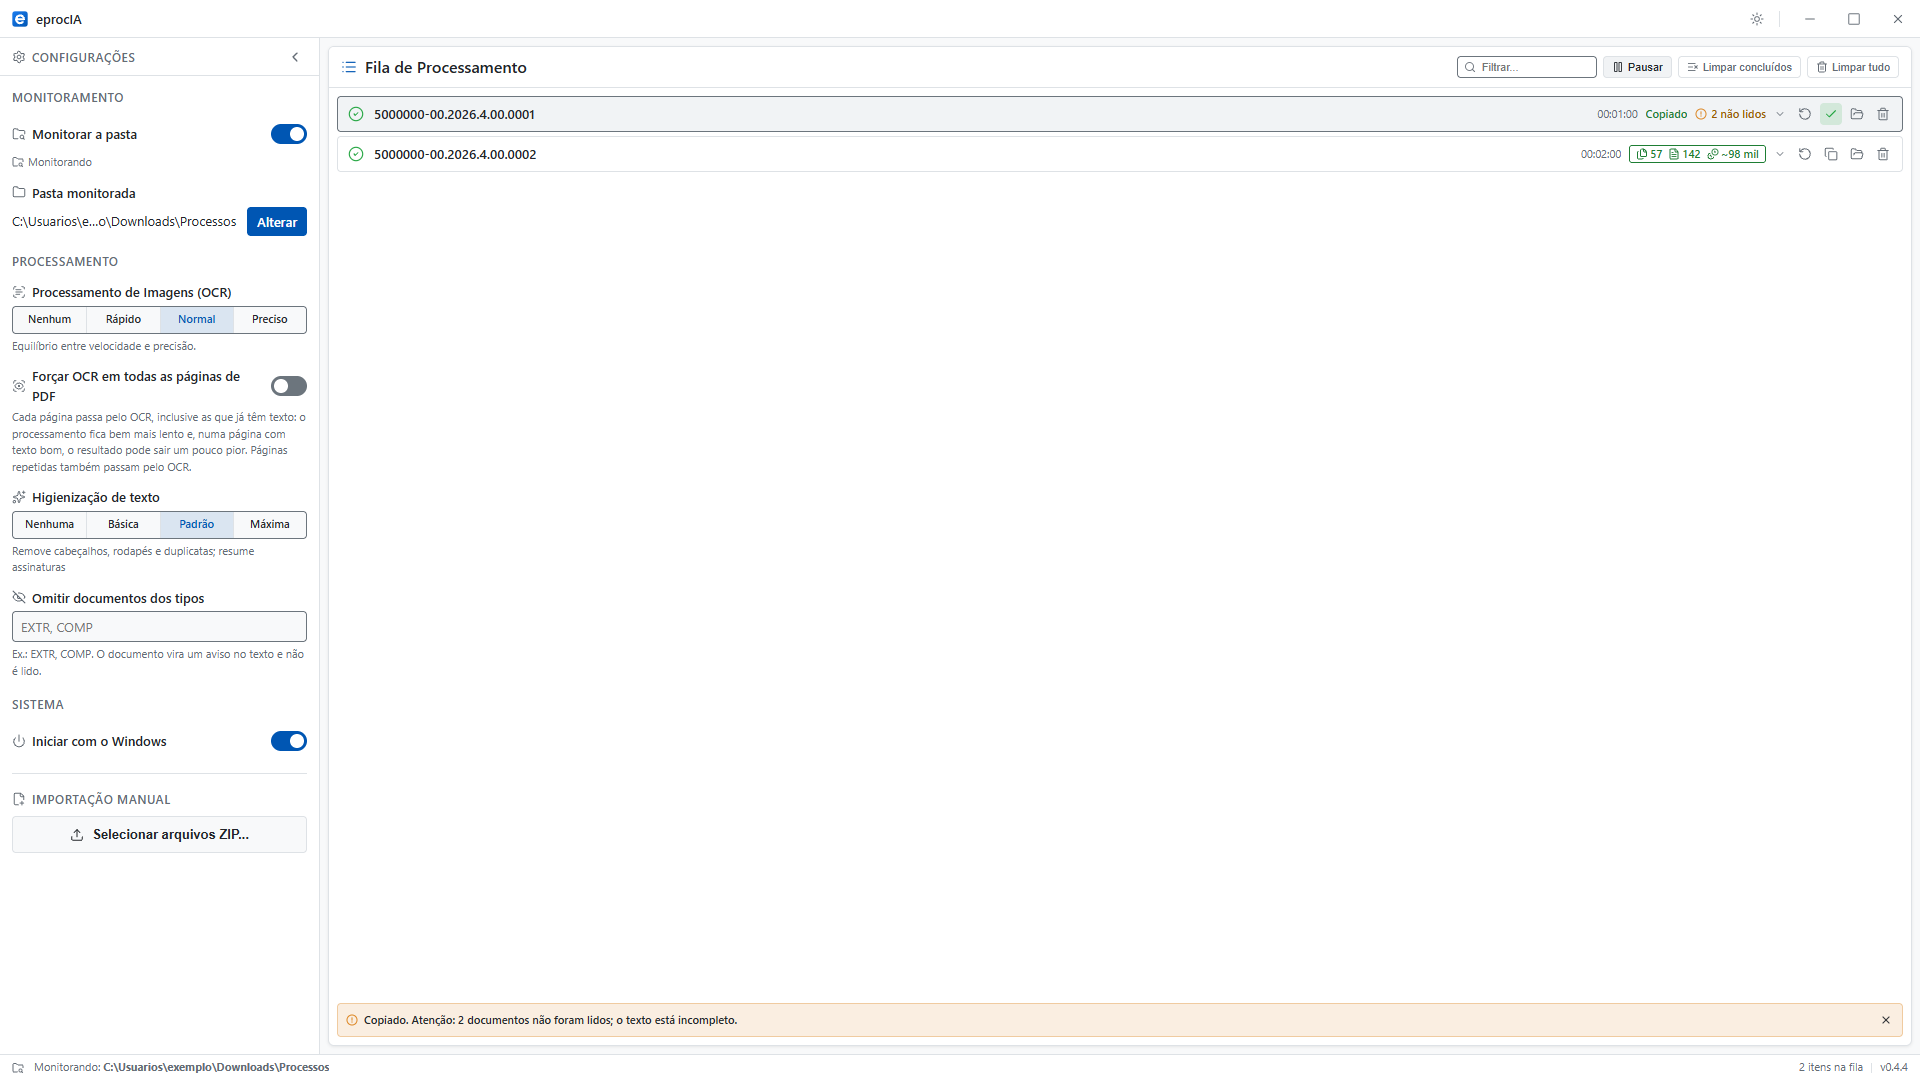 eprocIA
CONFIGURAÇÕES
MONITORAMENTO
Monitorar a pasta
Monitorando
Pasta monitorada
C:\Usuarios\e...o\Downloads\Processos
Alterar
PROCESSAMENTO
Processamento de Imagens (OCR)
Nenhum Rápido Normal Preciso
Equilíbrio entre velocidade e precisão.
Forçar OCR em todas as páginas de
PDF
Cada página passa pelo OCR, inclusive as que já têm texto: o
processamento fica bem mais lento e, numa página com
texto bom, o resultado pode sair um pouco pior. Páginas
repetidas também passam pelo OCR.
Higienização de texto
Nenhuma Básica Padrão Máxima
Remove cabeçalhos, rodapés e duplicatas; resume
assinaturas
Omitir documentos dos tipos
EXTR, COMP
Ex.: EXTR, COMP. O documento vira um aviso no texto e não
é lido.
SISTEMA
Iniciar com o Windows
IMPORTAÇÃO MANUAL
Selecionar arquivos ZIP...
Fila de Processamento
Filtrar... Pausar Limpar concluídos Limpar tudo
5000000-00.2026.4.00.0001 00:01:00 Copiado 2 não lidos
5000000-00.2026.4.00.0002 00:02:00 57 142 ~98 mil
Copiado. Atenção: 2 documentos não foram lidos; o texto está incompleto.
Monitorando: C:\Usuarios\exemplo\Downloads\Processos
2 itens na fila v0.4.4